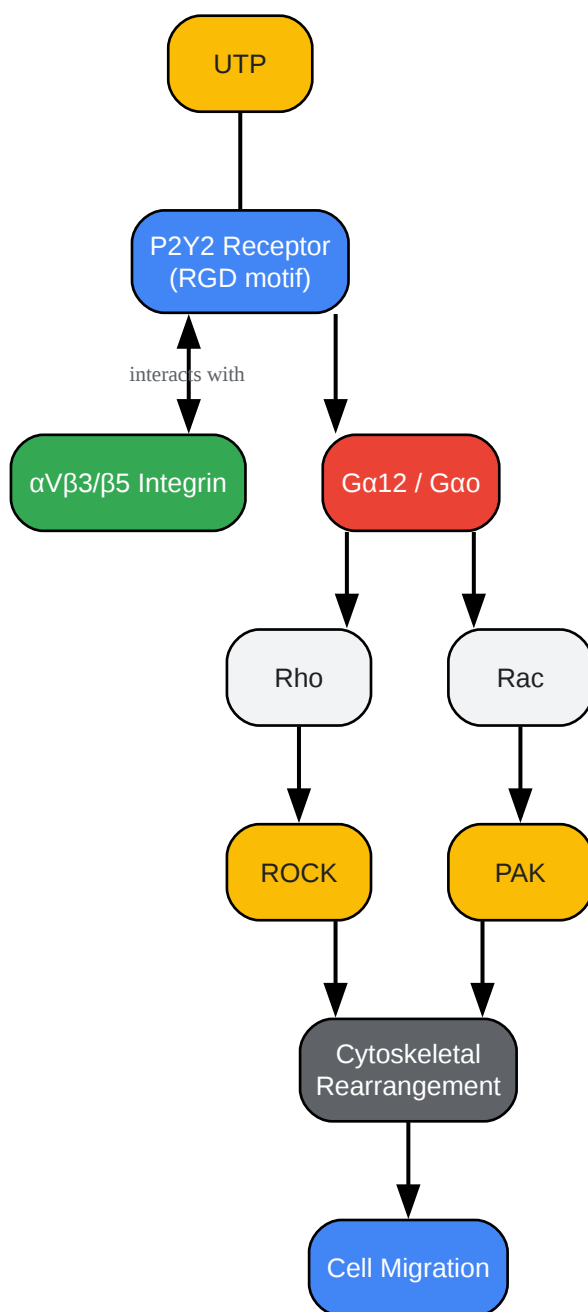 UTP
P2Y2 Receptor
(RGD motif)
interacts with
αVβ3/β5 Integrin
Gα12 / Gαo
Rho
Rac
ROCK
PAK
Cytoskeletal
Rearrangement
Cell Migration